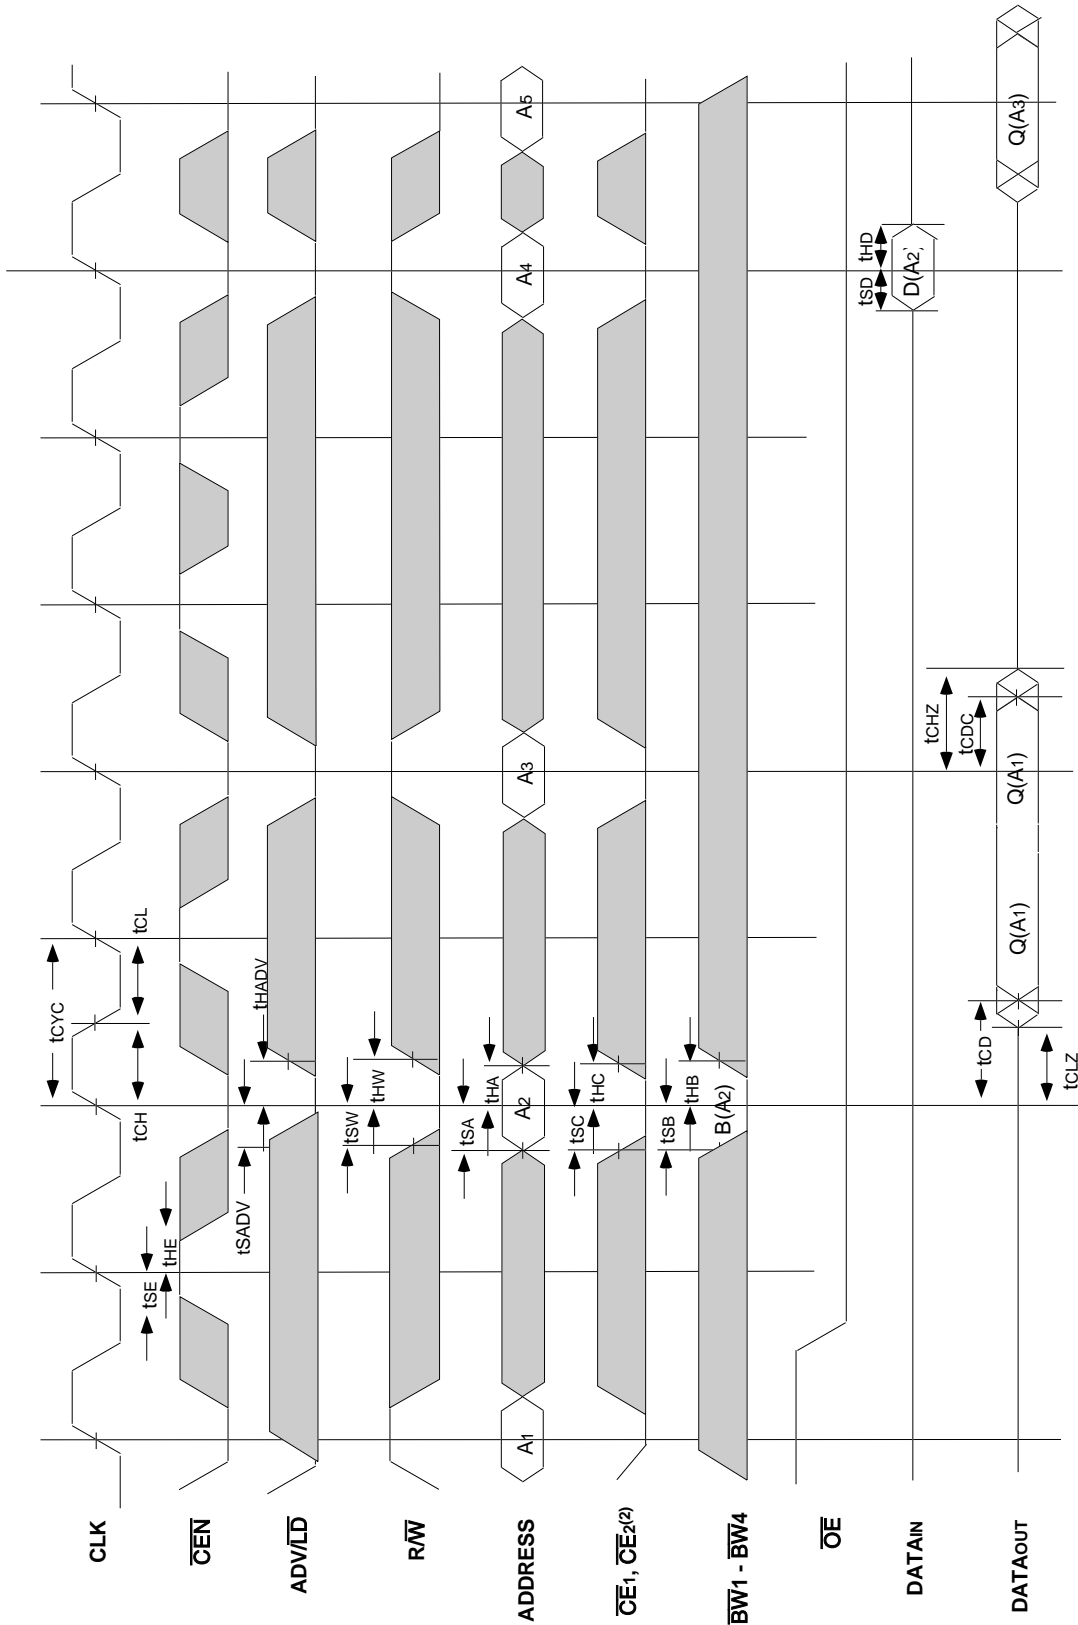 CLK
tCYC
tCH
tCL
CEN
tSE
tHE
ADV/LD
tSADV
tHADV
R/W
tSW
tHW
ADDRESS
A1
tSA
tHA
A2
A3
A4
A5
CE1, CE2(2)
tSC
tHC
BW1 - BW4
tSB
tHB
B(A2)
OE
DATAIN
tSD
tHD
D(A2)
DATAOUT
tCD
tCLZ
Q(A1)
Q(A1)
tCHZ
tCDC
Q(A3)